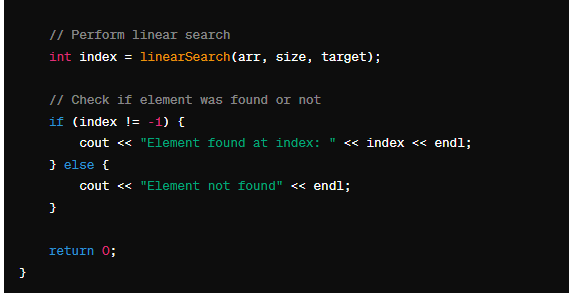 // Perform linear search
int index = linearSearch(arr, size, target);
// Check if element was found or not
if (index != -1) {
cout << "Element found at index: " << index << endl;
} else {
cout << "Element not found" << endl;
}
return 0;
}